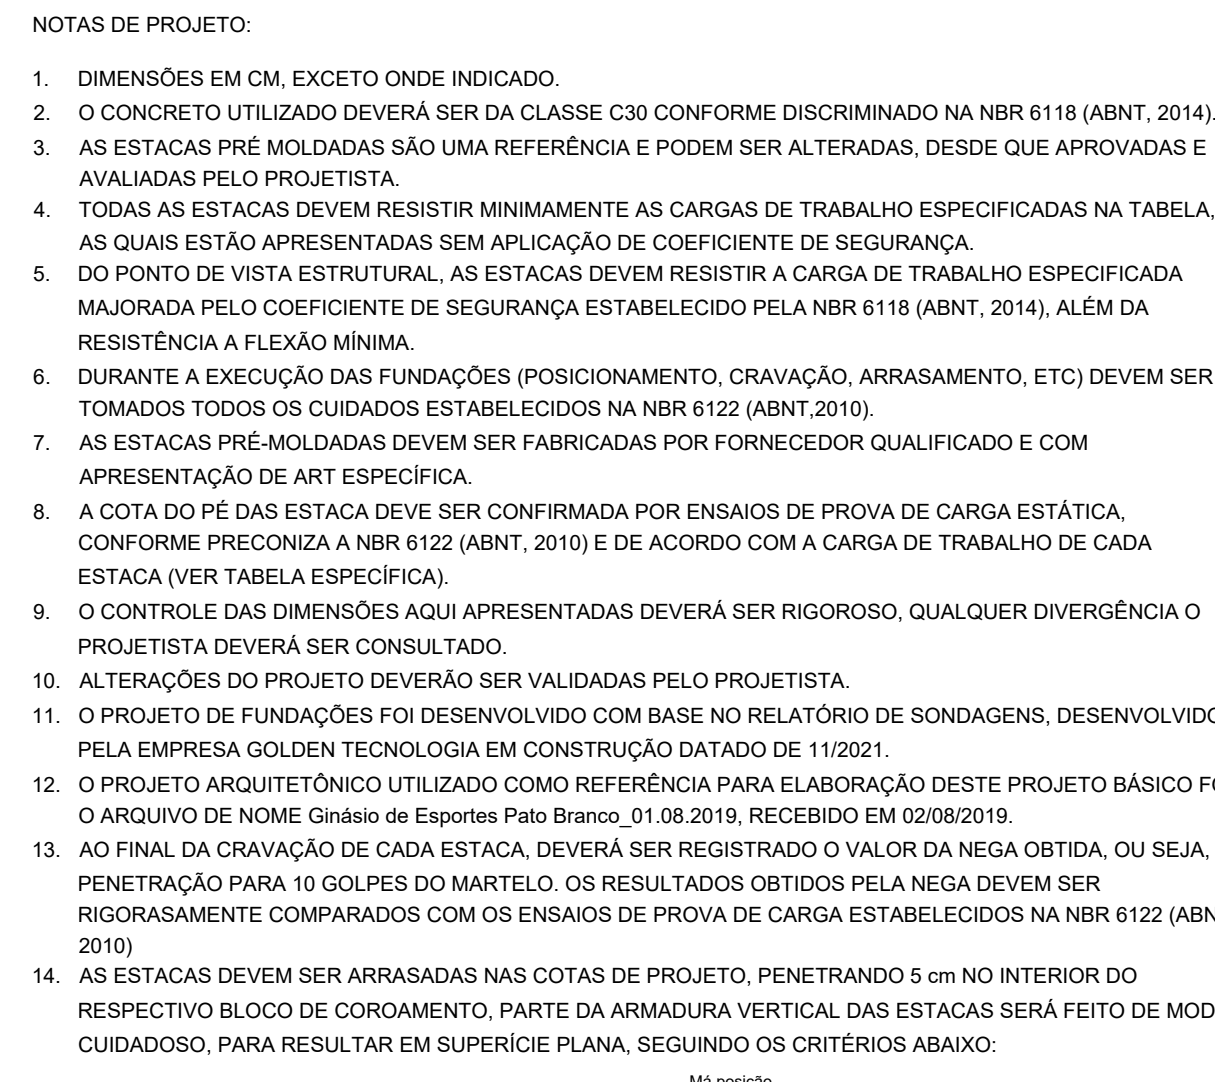 NOTAS DE PROJETO:
1. DIMENSÕES EM CM, EXCETO ONDE INDICADO.
2. O CONCRETO UTILIZADO DEVERÁ SER DA CLASSE C30 CONFORME DISCRIMINADO NA NBR 6118 (ABNT, 2014).
3. AS ESTACAS PRÉ MOLDADAS SÃO UMA REFERÊNCIA E PODEM SER ALTERADAS, DESDE QUE APROVADAS E
AVALIADAS PELO PROJETISTA.
4. TODAS AS ESTACAS DEVEM RESISTIR MINIMAMENTE AS CARGAS DE TRABALHO ESPECIFICADAS NA TABELA,
AS QUAIS ESTÃO APRESENTADAS SEM APLICAÇÃO DE COEFICIENTE DE SEGURANÇA.
5. DO PONTO DE VISTA ESTRUTURAL, AS ESTACAS DEVEM RESISTIR A CARGA DE TRABALHO ESPECIFICADA
MAJORADA PELO COEFICIENTE DE SEGURANÇA ESTABELECIDO PELA NBR 6118 (ABNT, 2014), ALÉM DA
RESISTÊNCIA A FLEXÃO MÍNIMA.
6. DURANTE A EXECUÇÃO DAS FUNDAÇÕES (POSICIONAMENTO, CRAVAÇÃO, ARRASAMENTO, ETC) DEVEM SER
TOMADOS TODOS OS CUIDADOS ESTABELECIDOS NA NBR 6122 (ABNT,2010).
7. AS ESTACAS PRÉ-MOLDADAS DEVEM SER FABRICADAS POR FORNECEDOR QUALIFICADO E COM
APRESENTAÇÃO DE ART ESPECÍFICA.
8. A COTA DO PÉ DAS ESTACA DEVE SER CONFIRMADA POR ENSAIOS DE PROVA DE CARGA ESTÁTICA,
CONFORME PRECONIZA A NBR 6122 (ABNT, 2010) E DE ACORDO COM A CARGA DE TRABALHO DE CADA
ESTACA (VER TABELA ESPECÍFICA).
9. O CONTROLE DAS DIMENSÕES AQUI APRESENTADAS DEVERÁ SER RIGOROSO, QUALQUER DIVERGÊNCIA O
PROJETISTA DEVERÁ SER CONSULTADO.
10. ALTERAÇÕES DO PROJETO DEVERÃO SER VALIDADAS PELO PROJETISTA.
11. O PROJETO DE FUNDAÇÕES FOI DESENVOLVIDO COM BASE NO RELATÓRIO DE SONDAGENS, DESENVOLVIDO
PELA EMPRESA GOLDEN TECNOLOGIA EM CONSTRUÇÃO DATADO DE 11/2021.
12. O PROJETO ARQUITETÔNICO UTILIZADO COMO REFERÊNCIA PARA ELABORAÇÃO DESTE PROJETO BÁSICO FO
O ARQUIVO DE NOME Ginásio de Esportes Pato Branco_01.08.2019, RECEBIDO EM 02/08/2019.
13. AO FINAL DA CRAVAÇÃO DE CADA ESTACA, DEVERÁ SER REGISTRADO O VALOR DA NEGA OBTIDA, OU SEJA,
PENETRAÇÃO PARA 10 GOLPES DO MARTELO. OS RESULTADOS OBTIDOS PELA NEGA DEVEM SER
RIGORASAMENTE COMPARADOS COM OS ENSAIOS DE PROVA DE CARGA ESTABELECIDOS NA NBR 6122 (ABN
2010)
14. AS ESTACAS DEVEM SER ARRASADAS NAS COTAS DE PROJETO, PENETRANDO 5 cm NO INTERIOR DO
RESPECTIVO BLOCO DE COROAMENTO, PARTE DA ARMADURA VERTICAL DAS ESTACAS SERÁ FEITO DE MOD
CUIDADOSO, PARA RESULTAR EM SUPERÍCIE PLANA, SEGUINDO OS CRITÉRIOS ABAIXO:
Má posição